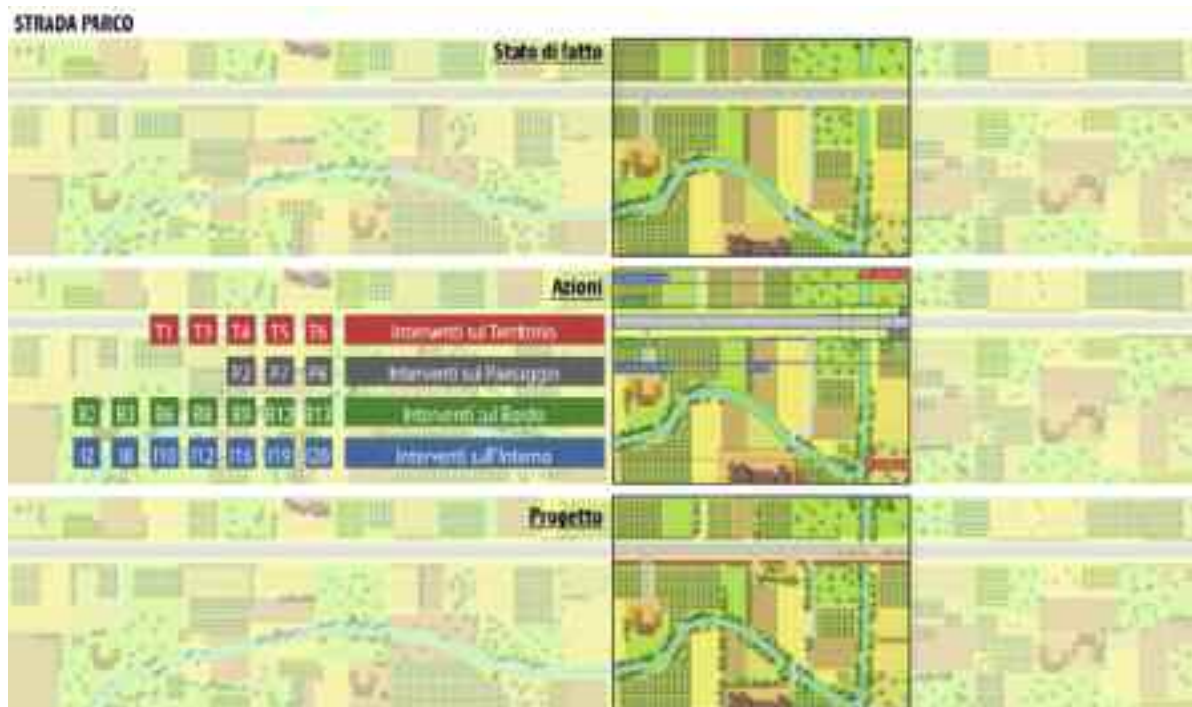 STRADA PARCO
Stato di fatto
Azioni
T1 T3 T4 T5 T6 Interventi sul Territorio
P2 P7 P8 Interventi sul Paesaggio
B2 B3 B6 B8 B9 B12 B13 Interventi sul Bordo
I2 I8 I10 I12 I16 I19 I20 Interventi sull'Interno
Progetto